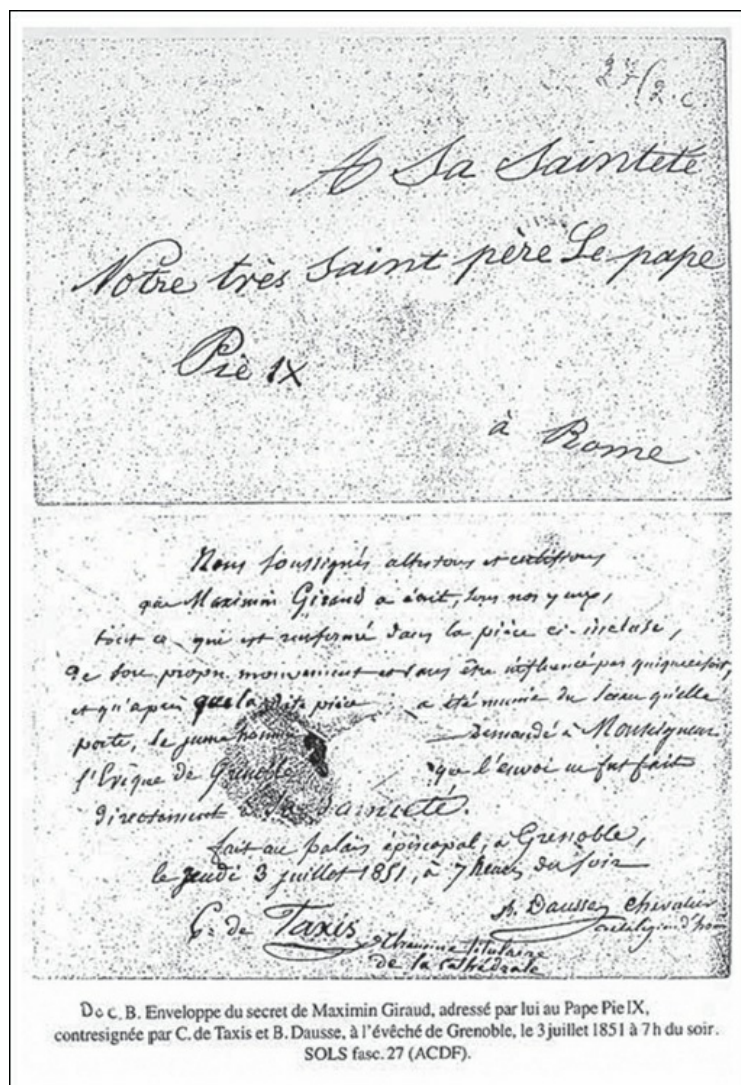 27/2.c.
A Sa Sainteté
Notre très Saint père Le pape
Pie IX
à Rome
Nous soussignés attestons et certifions
que Maximin Giraud a écrit, sous nos yeux,
tout ce qui est renfermé dans la pièce ci-incluse,
de son propre mouvement et sans être influencé par qui que ce soit,
et qu'après que la dite pièce a été munie du sceau qu'elle
porte, le jeune homme demandé à Monseigneur
l'Evêque de Grenoble que l'envoi en fut fait
directement à Sa Sainteté.
fait au palais épiscopal, à Grenoble,
le jeudi 3 juillet 1851, à 7 heures du soir
C. de Taxis
Chanoine titulaire
de la cathédrale
B. Dausse, chevalier
Doc. B. Enveloppe du secret de Maximin Giraud, adressé par lui au Pape Pie IX,
contresignée par C. de Taxis et B. Dausse, à l'évêché de Grenoble, le 3 juillet 1851 à 7 h du soir.
SOLS fasc. 27 (ACDF).